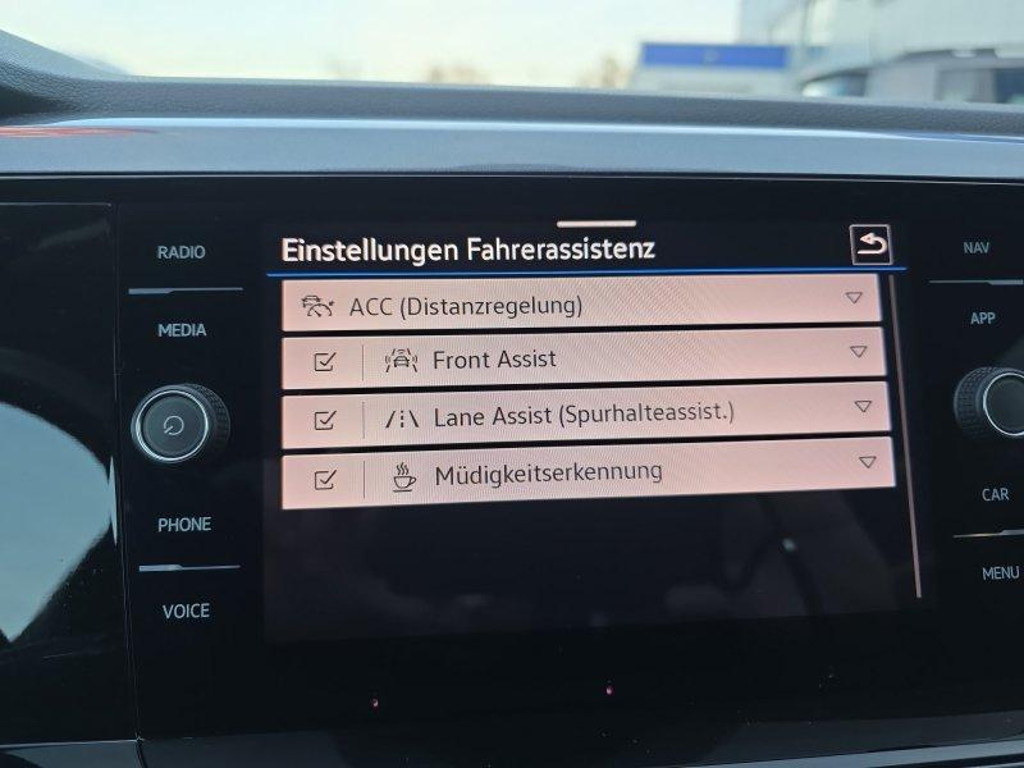 Einstellungen Fahrerassistenz
ACC (Distanzregelung)
Front Assist
Lane Assist (Spurhalteassist.)
Müdigkeitserkennung
RADIO
MEDIA
PHONE
VOICE
NAV
APP
CAR
MENU